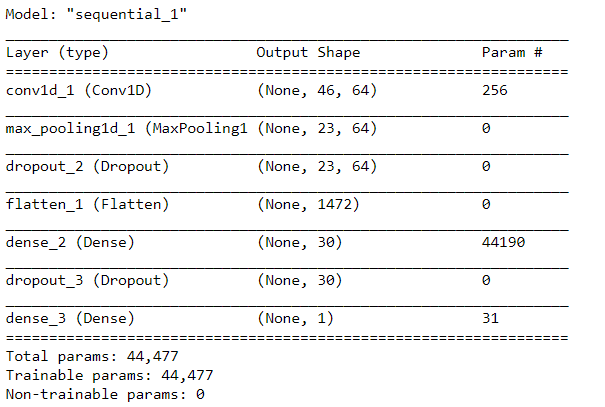 Model: "sequential_1"
Layer (type) Output Shape Param #
conv1d_1 (Conv1D) (None, 46, 64) 256
max_pooling1d_1 (MaxPooling1 (None, 23, 64) 0
dropout_2 (Dropout) (None, 23, 64) 0
flatten_1 (Flatten) (None, 1472) 0
dense_2 (Dense) (None, 30) 44190
dropout_3 (Dropout) (None, 30) 0
dense_3 (Dense) (None, 1) 31
Total params: 44,477
Trainable params: 44,477
Non-trainable params: 0